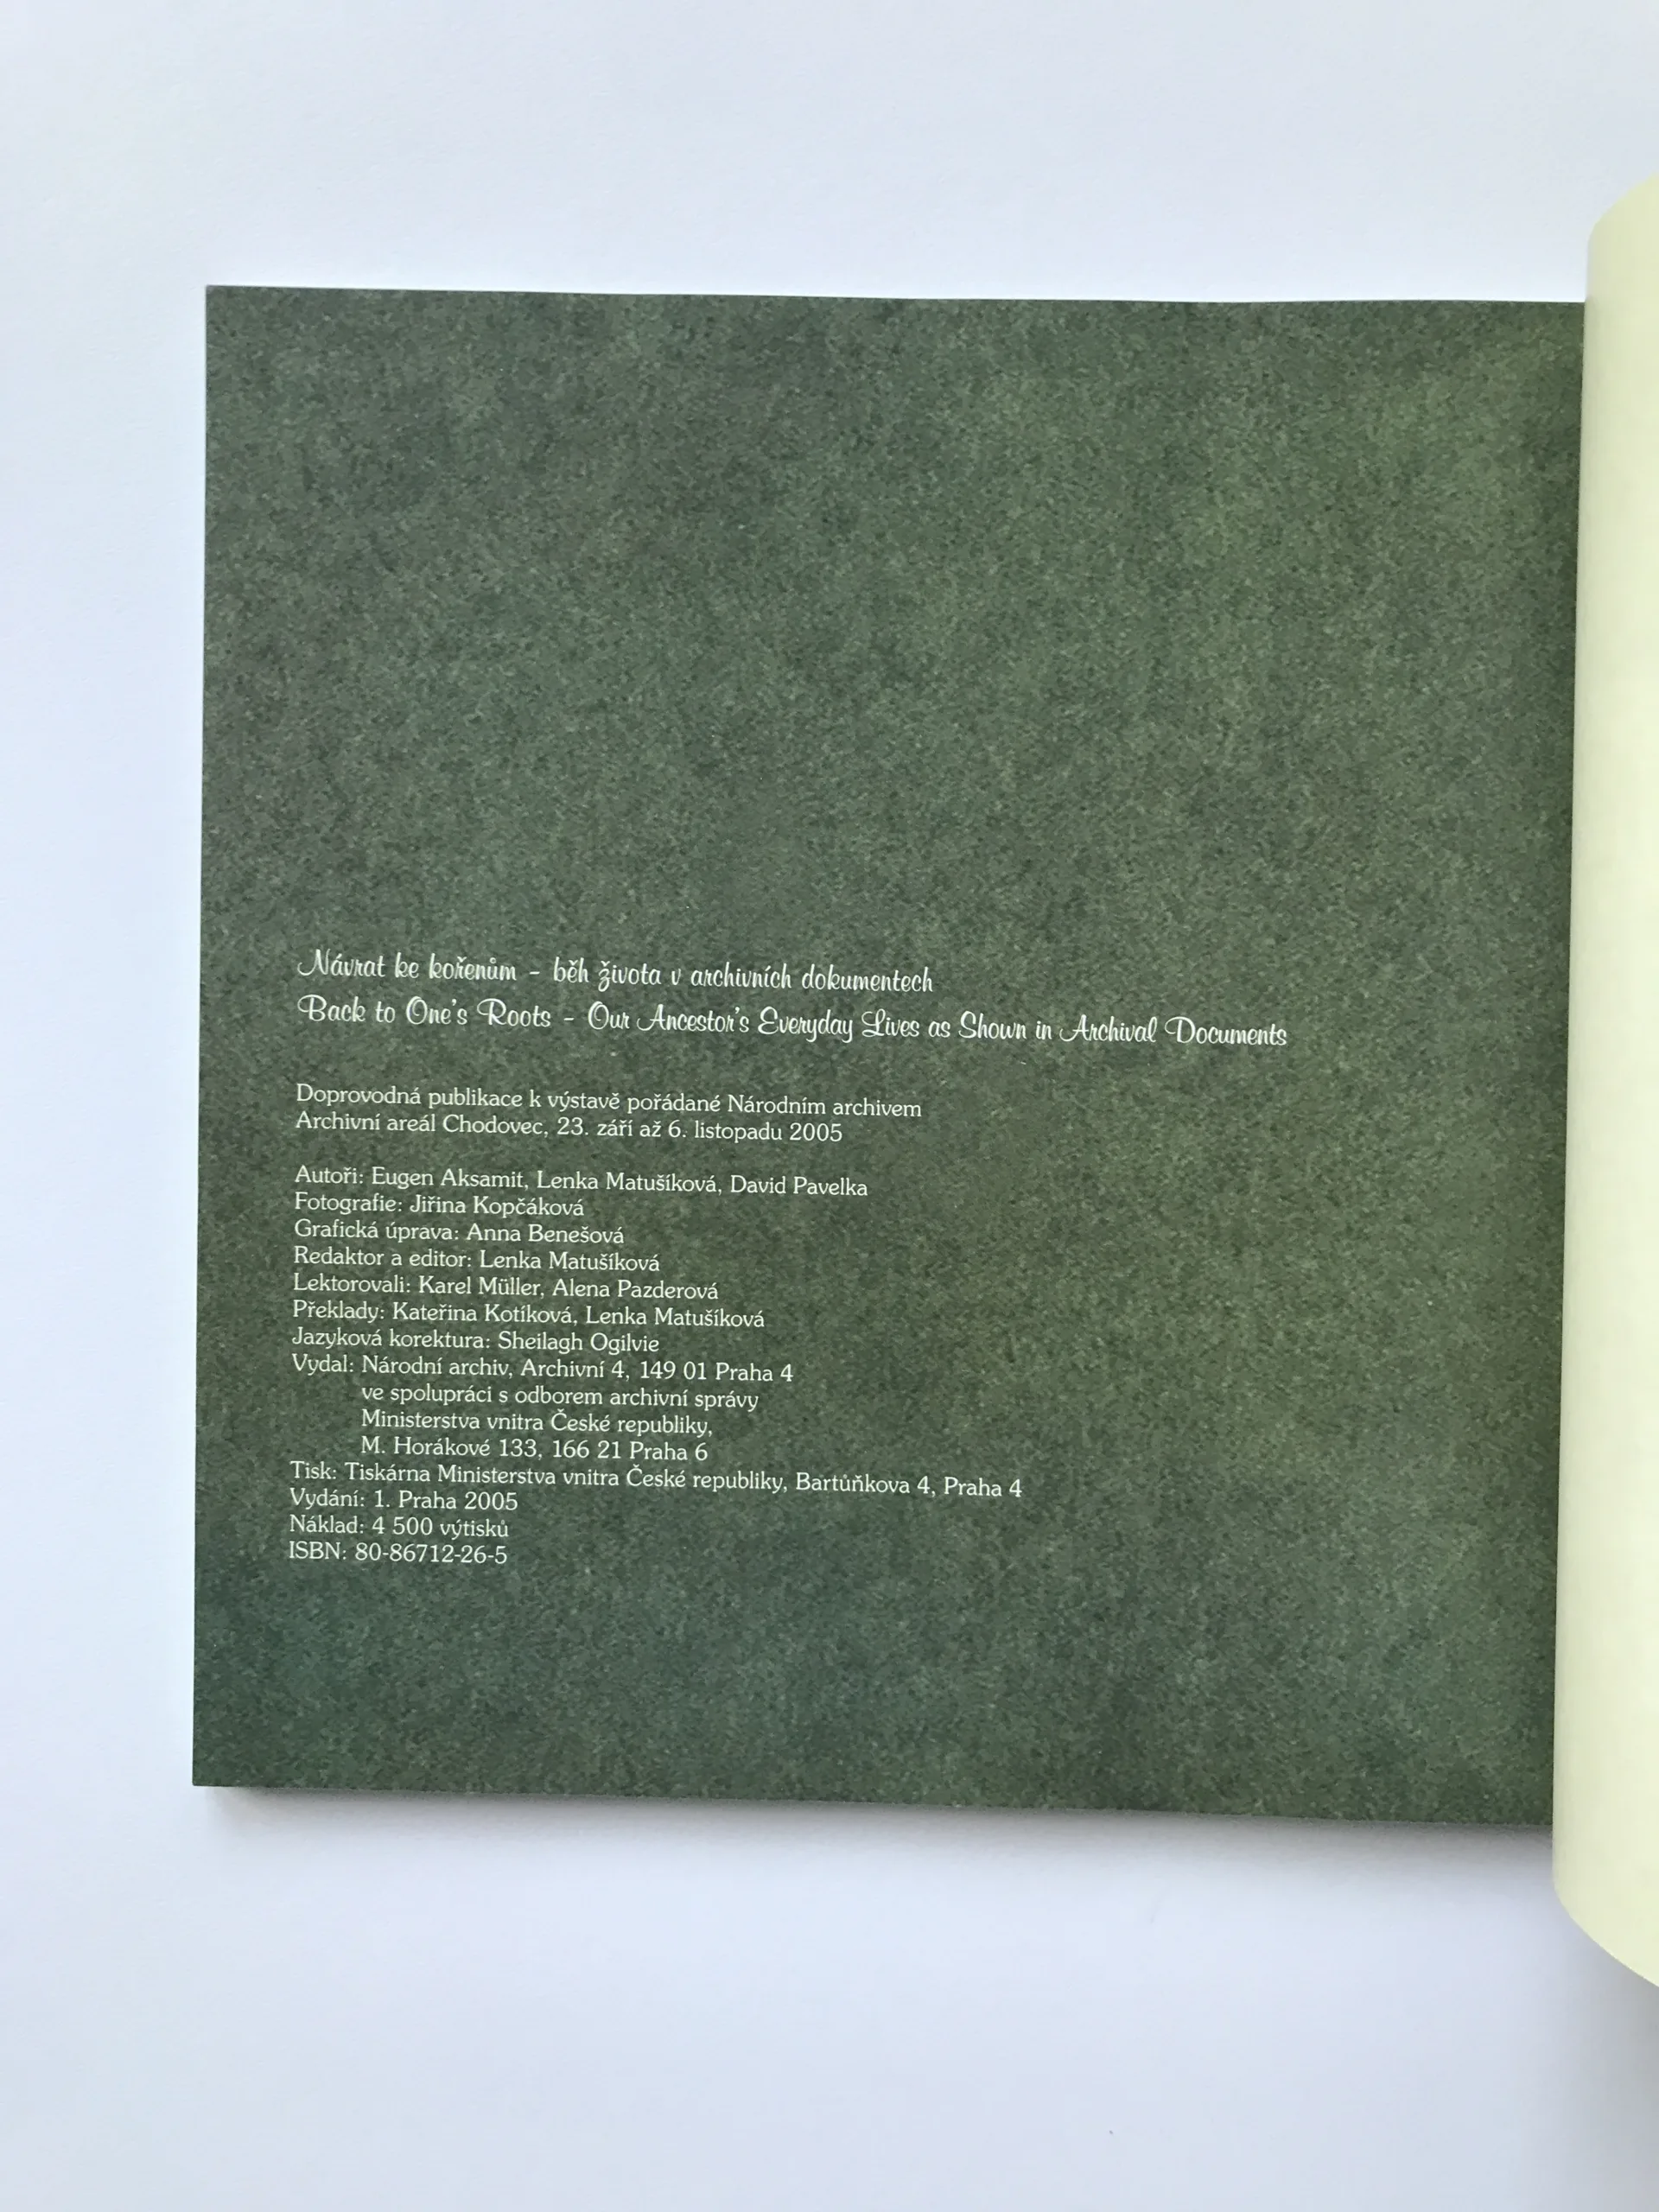 Návrat ke kořenům - běh života v archivních dokumentech
Back to One's Roots - Our Ancestor's Everyday Lives as Shown in Archival Documents
Doprovodná publikace k výstavě pořádané Národním archivem
Archivní areál Chodovec, 23. září až 6. listopadu 2005
Autoři: Eugen Aksamit, Lenka Matušíková, David Pavelka
Fotografie: Jiřina Kopčáková
Grafická úprava: Anna Benešová
Redaktor a editor: Lenka Matušíková
Lektorovali: Karel Müller, Alena Pazderová
Překlady: Kateřina Kotíková, Lenka Matušíková
Jazyková korektura: Sheilagh Ogilvie
Vydal: Národní archiv, Archivní 4, 149 01 Praha 4
ve spolupráci s odborem archivní správy
Ministerstva vnitra České republiky,
M. Horákové 133, 166 21 Praha 6
Tisk: Tiskárna Ministerstva vnitra České republiky, Bartůňkova 4, Praha 4
Vydání: 1. Praha 2005
Náklad: 4 500 výtisků
ISBN: 80-86712-26-5